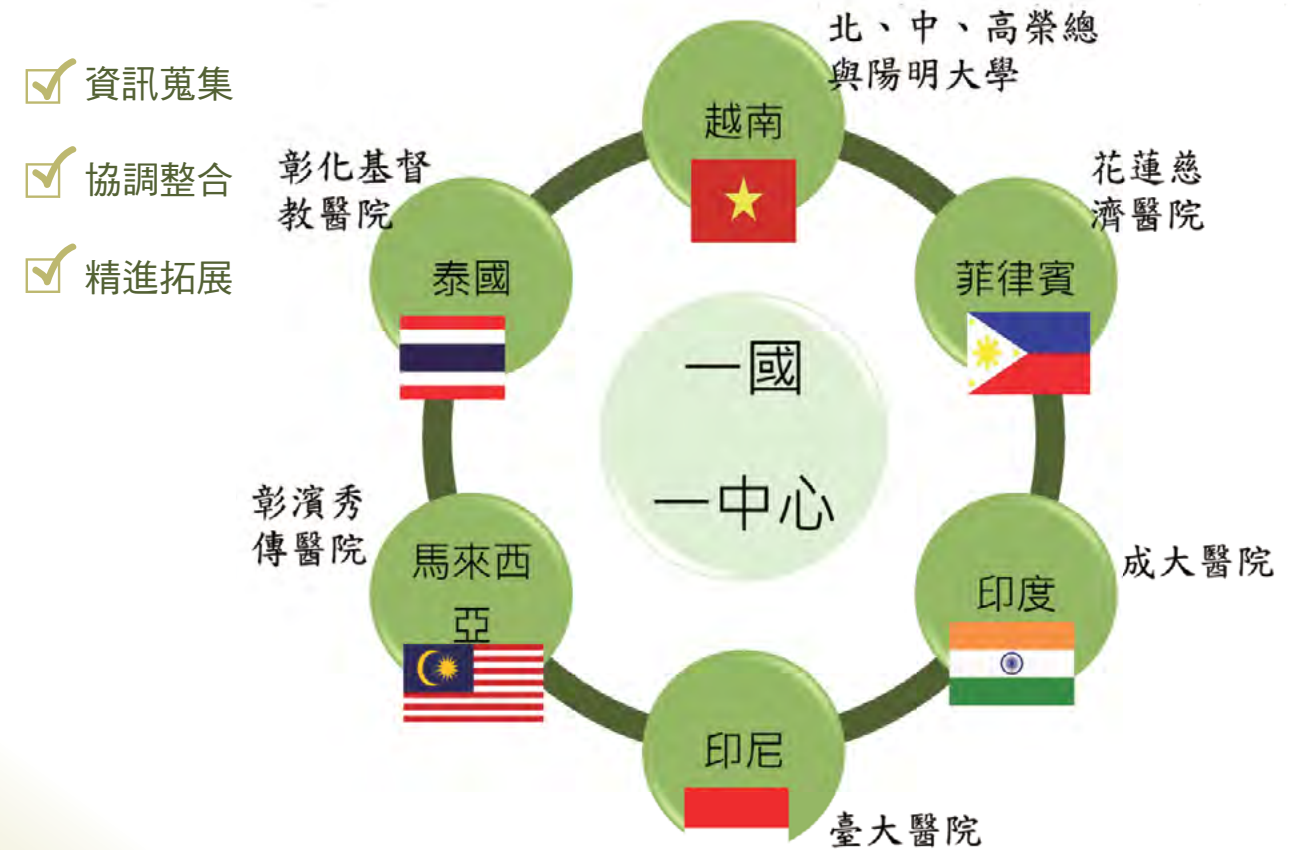 資訊蒐集
協調整合
精進拓展
北、中、高榮總
與陽明大學
越南
彰化基督
教醫院
泰國
花蓮慈
濟醫院
菲律賓
一國
一中心
彰濱秀
傳醫院
馬來西
亞
成大醫院
印度
印尼
臺大醫院